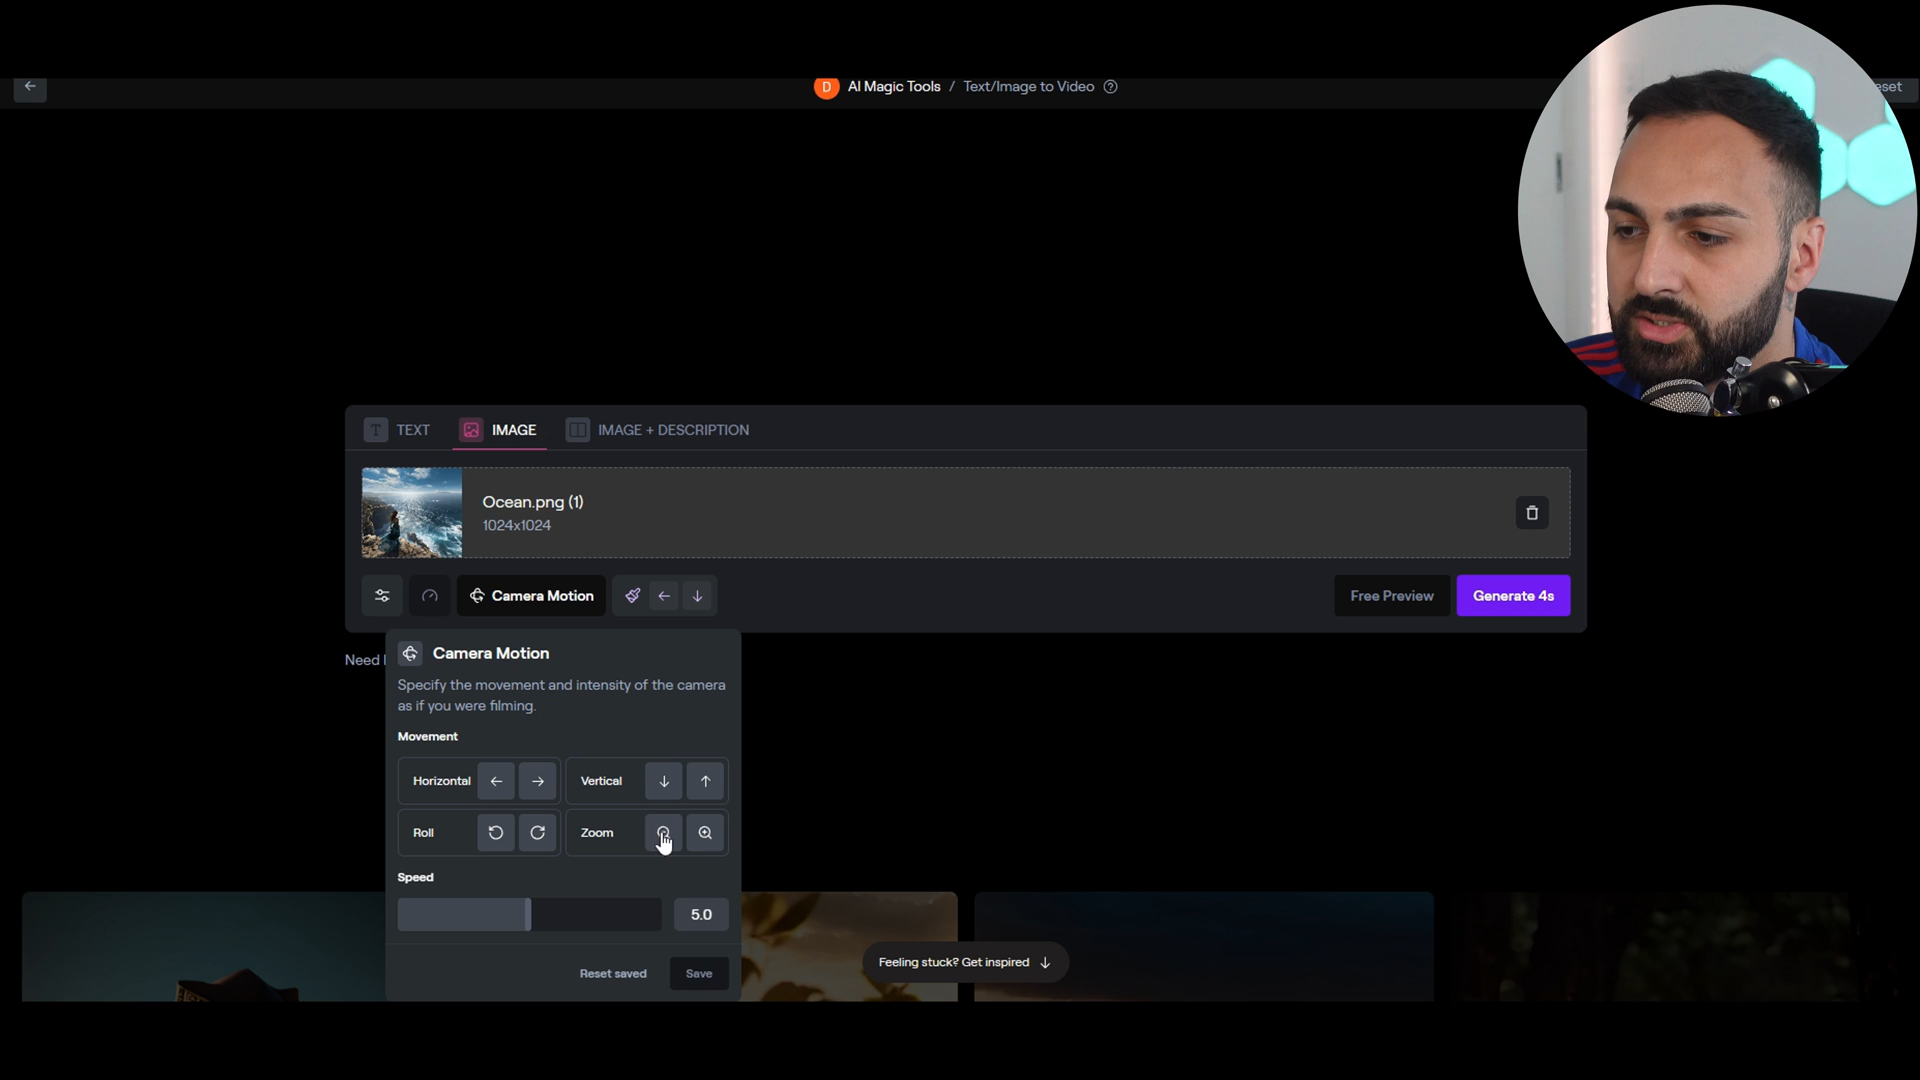 D AI Magic Tools / Text/Image to Video ?
eset
T TEXT IMAGE IMAGE + DESCRIPTION
Ocean.png (1)
1024x1024
Camera Motion
Free Preview
Generate 4s
Need
Camera Motion
Specify the movement and intensity of the camera
as if you were filming.
Movement
Horizontal
Vertical
Roll
Zoom
Speed
5.0
Reset saved
Save
Feeling stuck? Get inspired